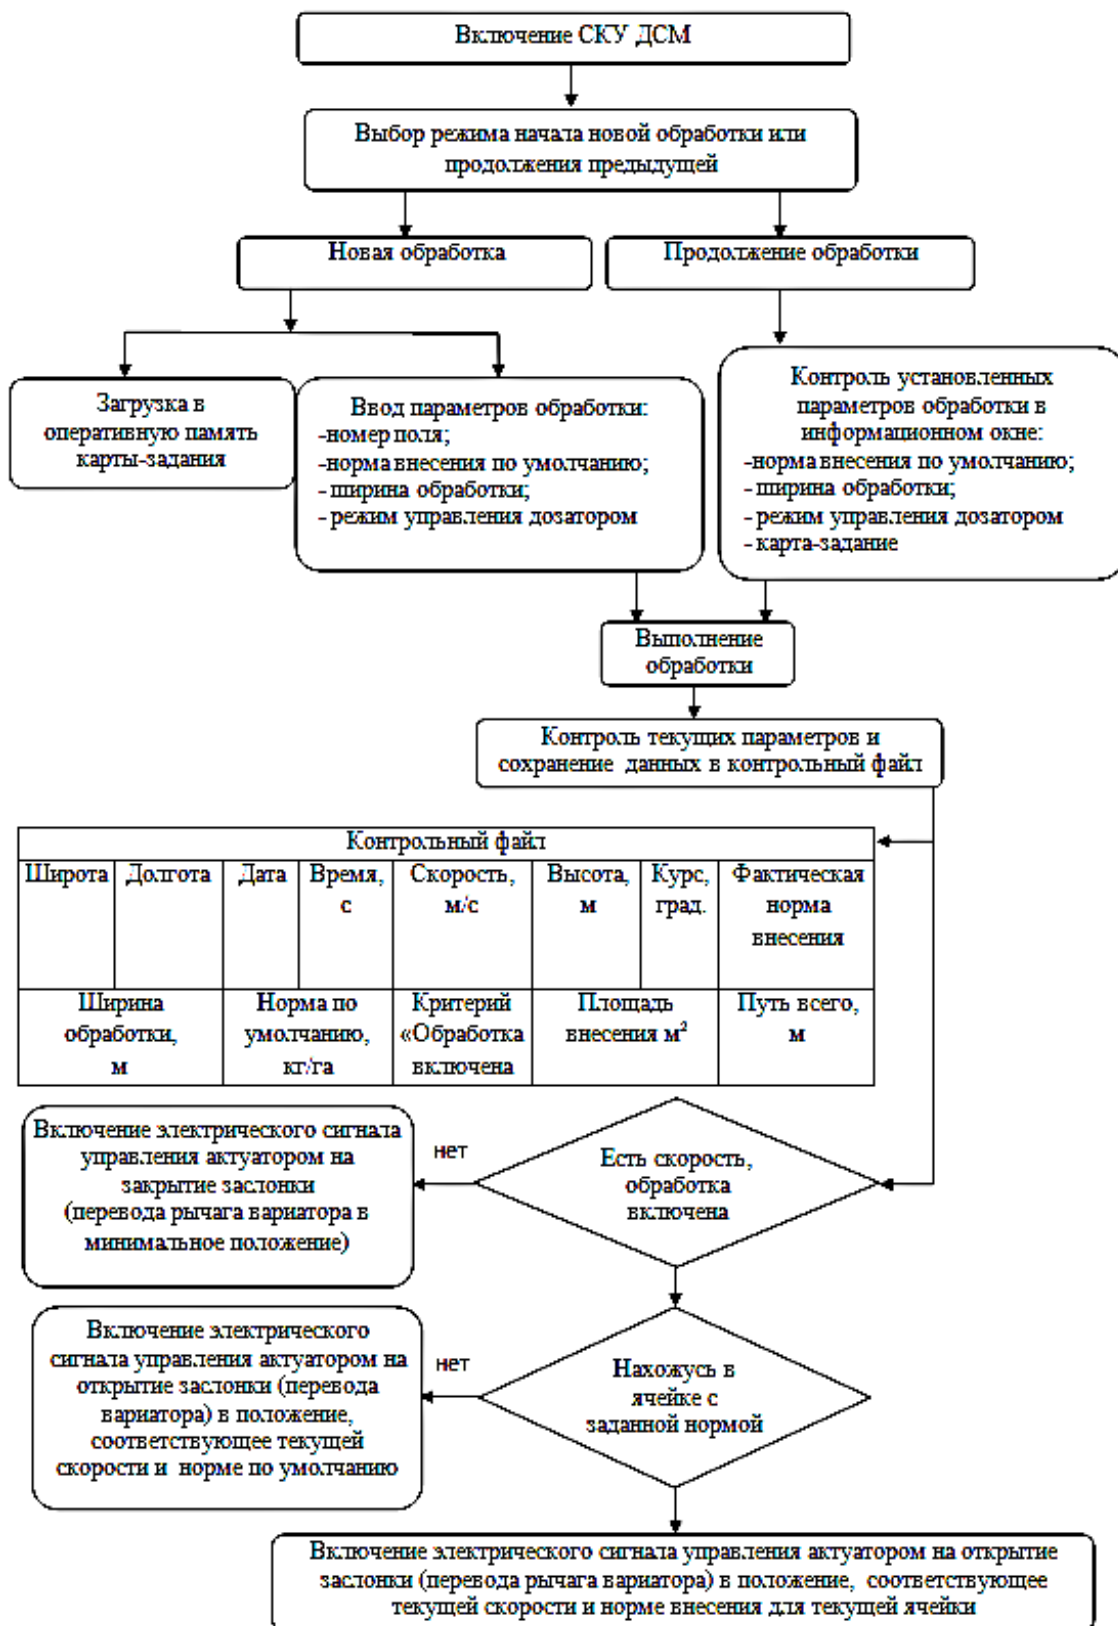 Включение СКУ ДСМ
Выбор режима начала новой обработки или
продолжения предыдущей
Новая обработка
Продолжение обработки
Загрузка в
оперативную память
карты-задания
Ввод параметров обработки:
-номер поля;
-норма внесения по умолчанию;
- ширина обработки;
- режим управления дозатором
Контроль установленных
параметров обработки в
информационном окне:
-норма внесения по умолчанию;
- ширина обработки;
- режим управления дозатором
- карта-задание
Выполнение
обработки
Контроль текущих параметров и
сохранение данных в контрольный файл
Контрольный файл
Широта
Долгота
Дата
Время,
с
Скорость,
м/с
Высота,
м
Курс,
град.
Фактическая
норма
внесения
Ширина
обработки,
м
Норма по
умолчанию,
кг/га
Критерий
«Обработка
включена
Площадь
внесения м²
Путь всего,
м
Включение электрического сигнала
управления актуатором на
закрытие заслонки
(перевода рычага вариатора в
минимальное положение)
нет
Есть скорость,
обработка
включена
Включение электрического
сигнала управления актуатором на
открытие заслонки (перевода
вариатора) в положение,
соответствующее текущей
скорости и норме по умолчанию
нет
Нахожусь в
ячейке с
заданной нормой
Включение электрического сигнала управления актуатором на открытие
заслонки (перевода рычага вариатора) в положение, соответствующее
текущей скорости и норме внесения для текущей ячейки